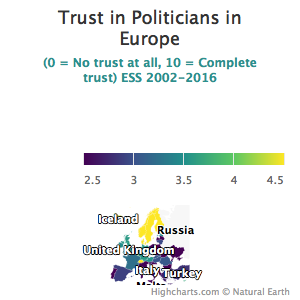 Trust in Politicians in
Europe
(0 = No trust at all, 10 = Complete
trust) ESS 2002-2016
2.5 3 3.5 4 4.5
Iceland
Russia
United Kingdom
Italy
Turkey
Highcharts.com © Natural Earth